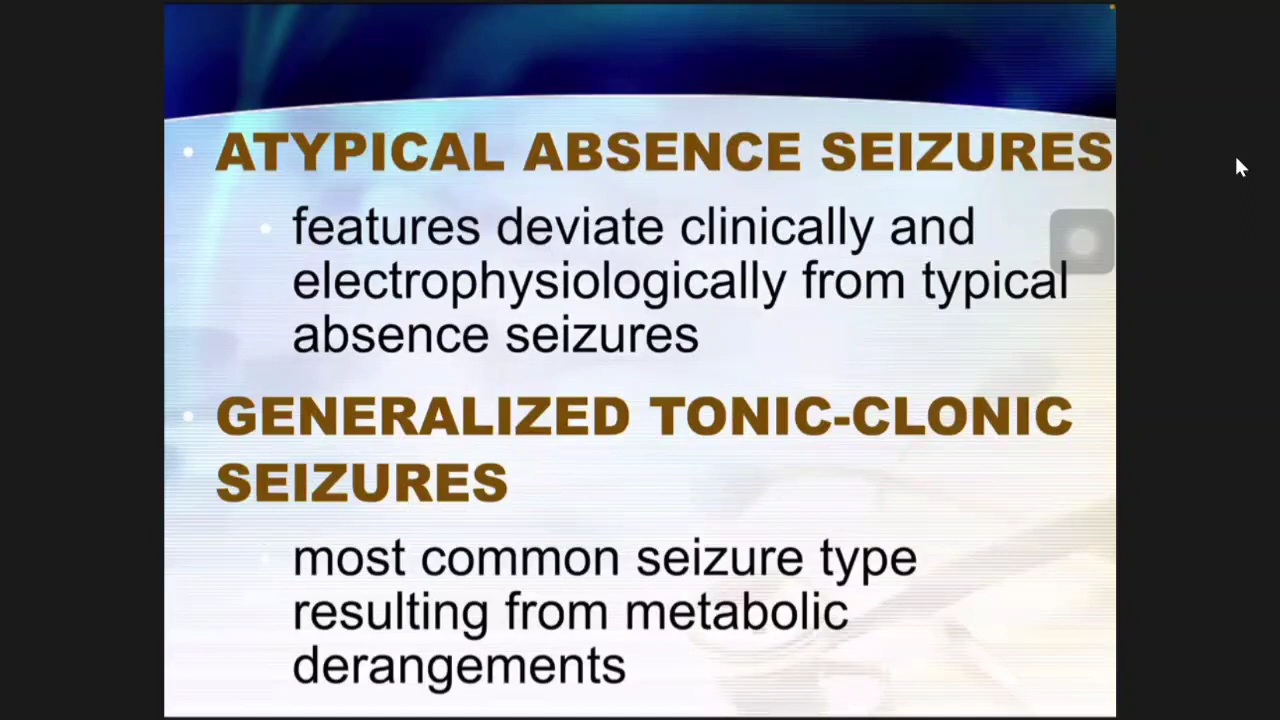 • ATYPICAL ABSENCE SEIZURES
• features deviate clinically and
electrophysiologically from typical
absence seizures
• GENERALIZED TONIC-CLONIC
SEIZURES
• most common seizure type
resulting from metabolic
derangements